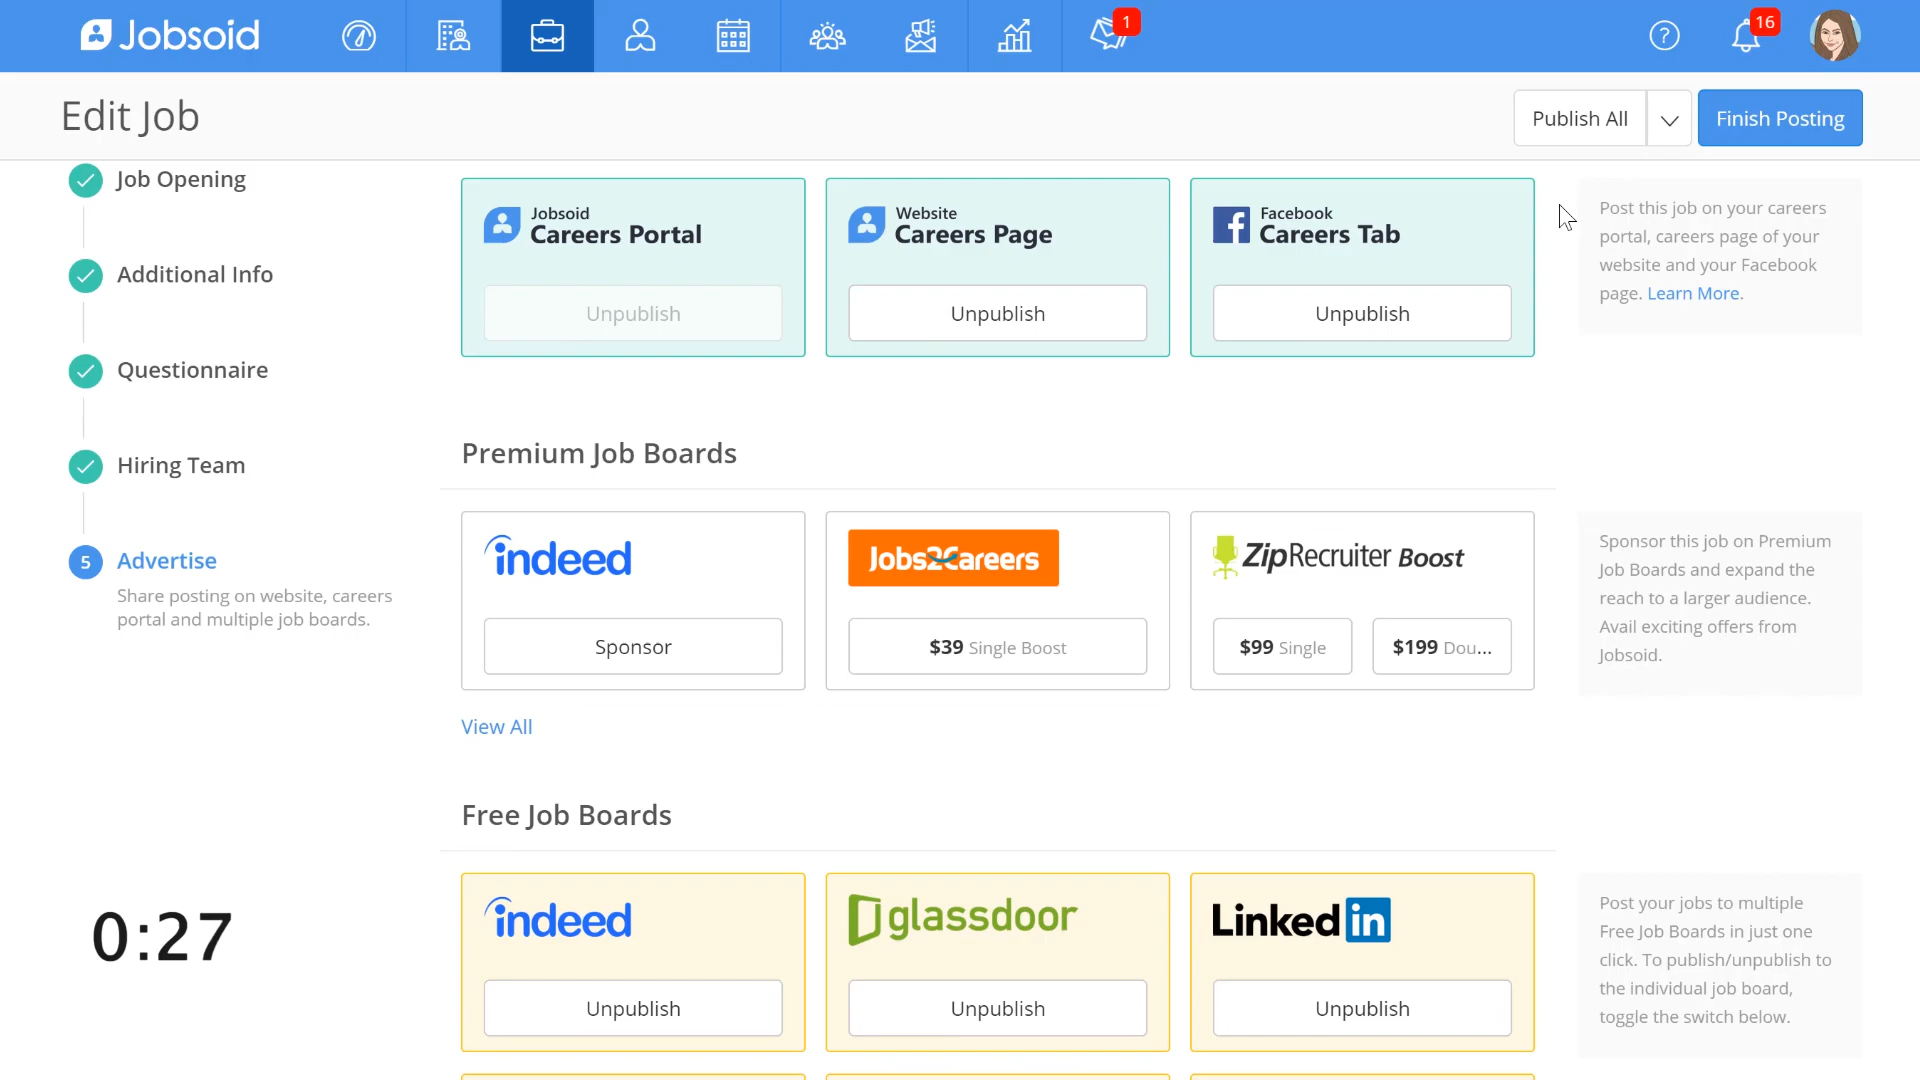 Jobsoid
1
?
16
Edit Job
Publish All
Finish Posting
Job Opening
Additional Info
Questionnaire
Hiring Team
5
Advertise
Share posting on website, careers
portal and multiple job boards.
0:27
Jobsoid
Careers Portal
Unpublish
Website
Careers Page
Unpublish
Facebook
Careers Tab
Unpublish
Post this job on your careers
portal, careers page of your
website and your Facebook
page. Learn More.
Premium Job Boards
indeed
Sponsor
Jobs2Careers
$39 Single Boost
ZipRecruiter Boost
$99 Single
$199 Dou...
Sponsor this job on Premium
Job Boards and expand the
reach to a larger audience.
Avail exciting offers from
Jobsoid.
View All
Free Job Boards
indeed
Unpublish
glassdoor
Unpublish
Linked in
Unpublish
Post your jobs to multiple
Free Job Boards in just one
click. To publish/unpublish to
the individual job board,
toggle the switch below.